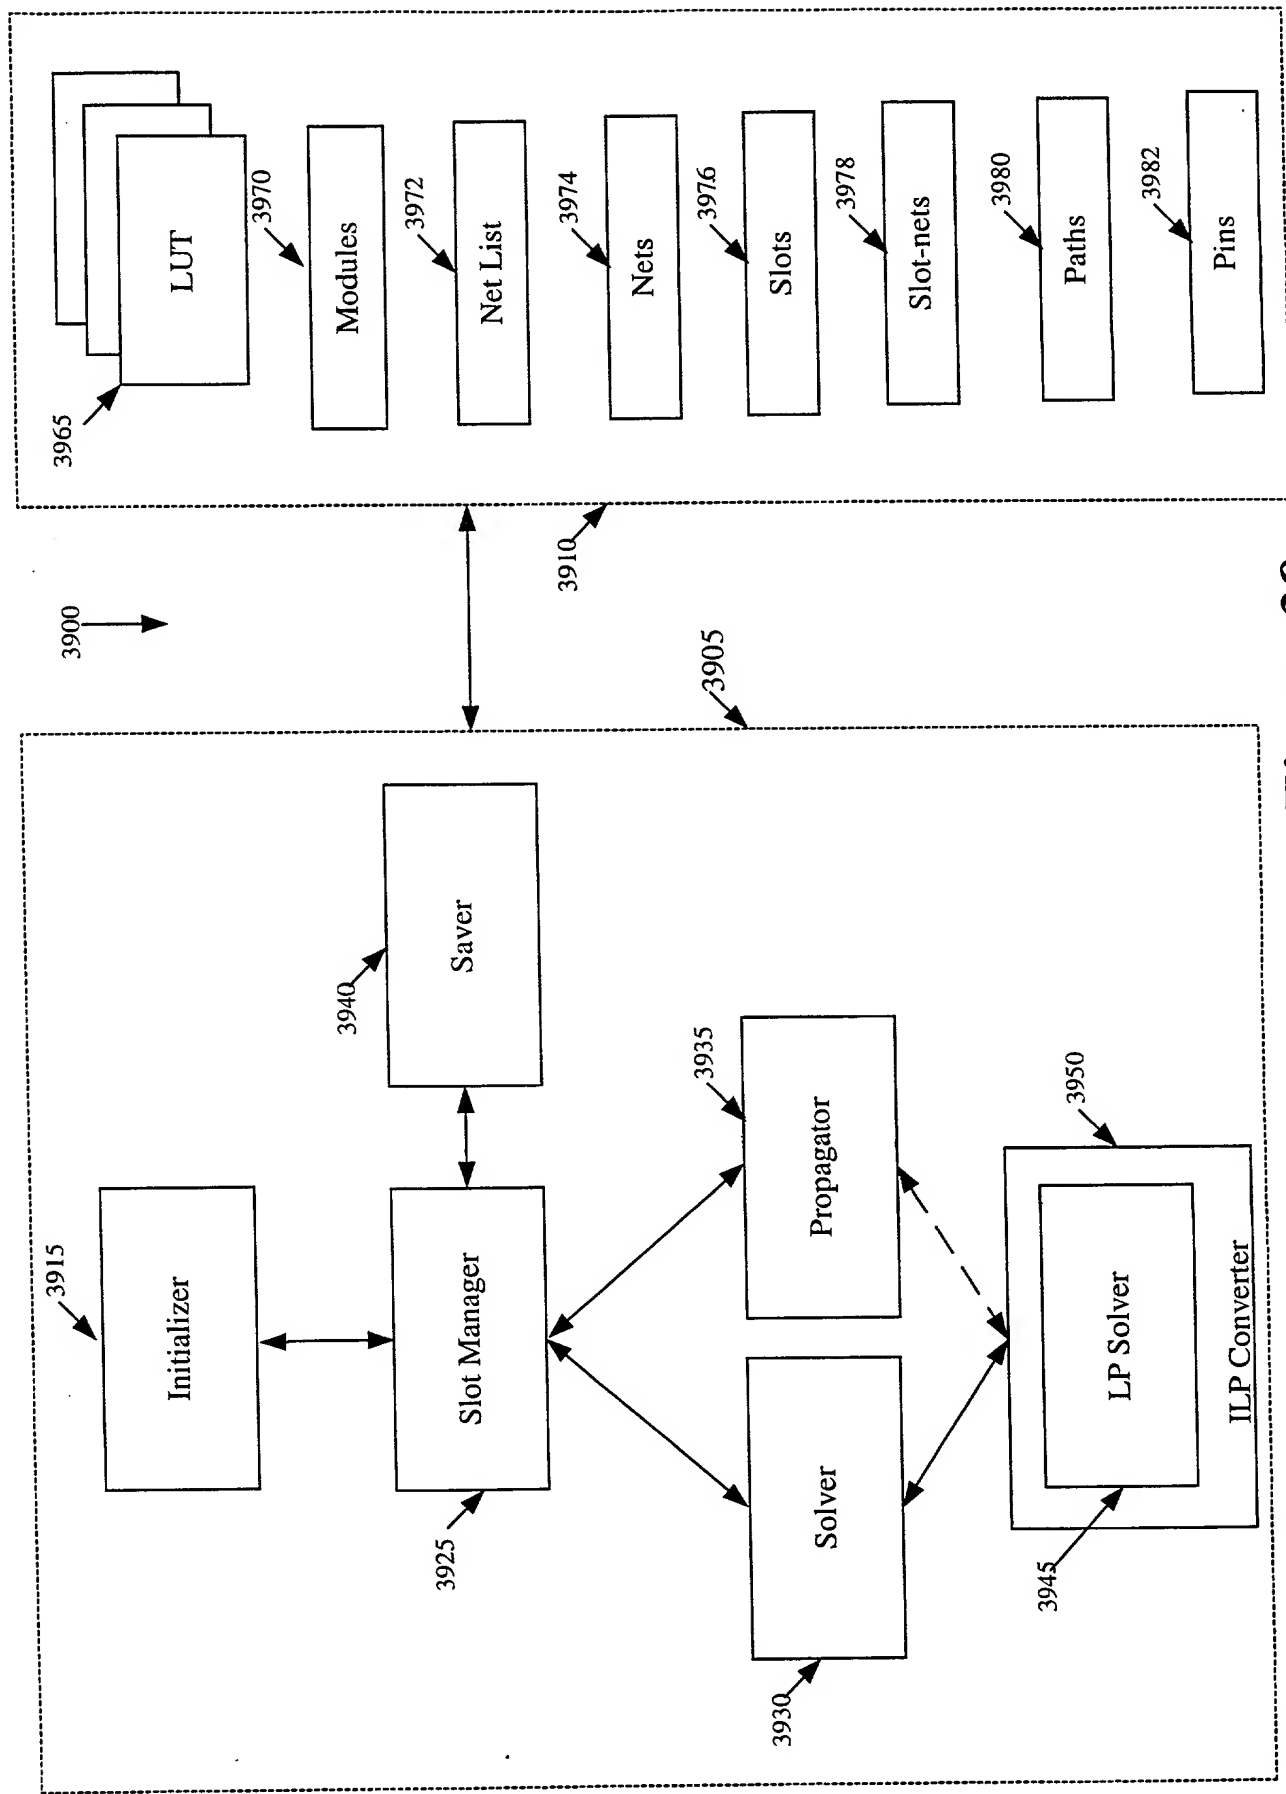 3900
3905
3915
Initializer
3925
Slot Manager
3940
Saver
3930
Solver
3935
Propagator
3950
3945
LP Solver
ILP Converter
3910
3965
LUT
3970
Modules
3972
Net List
3974
Nets
3976
Slots
3978
Slot-nets
3980
Paths
3982
Pins